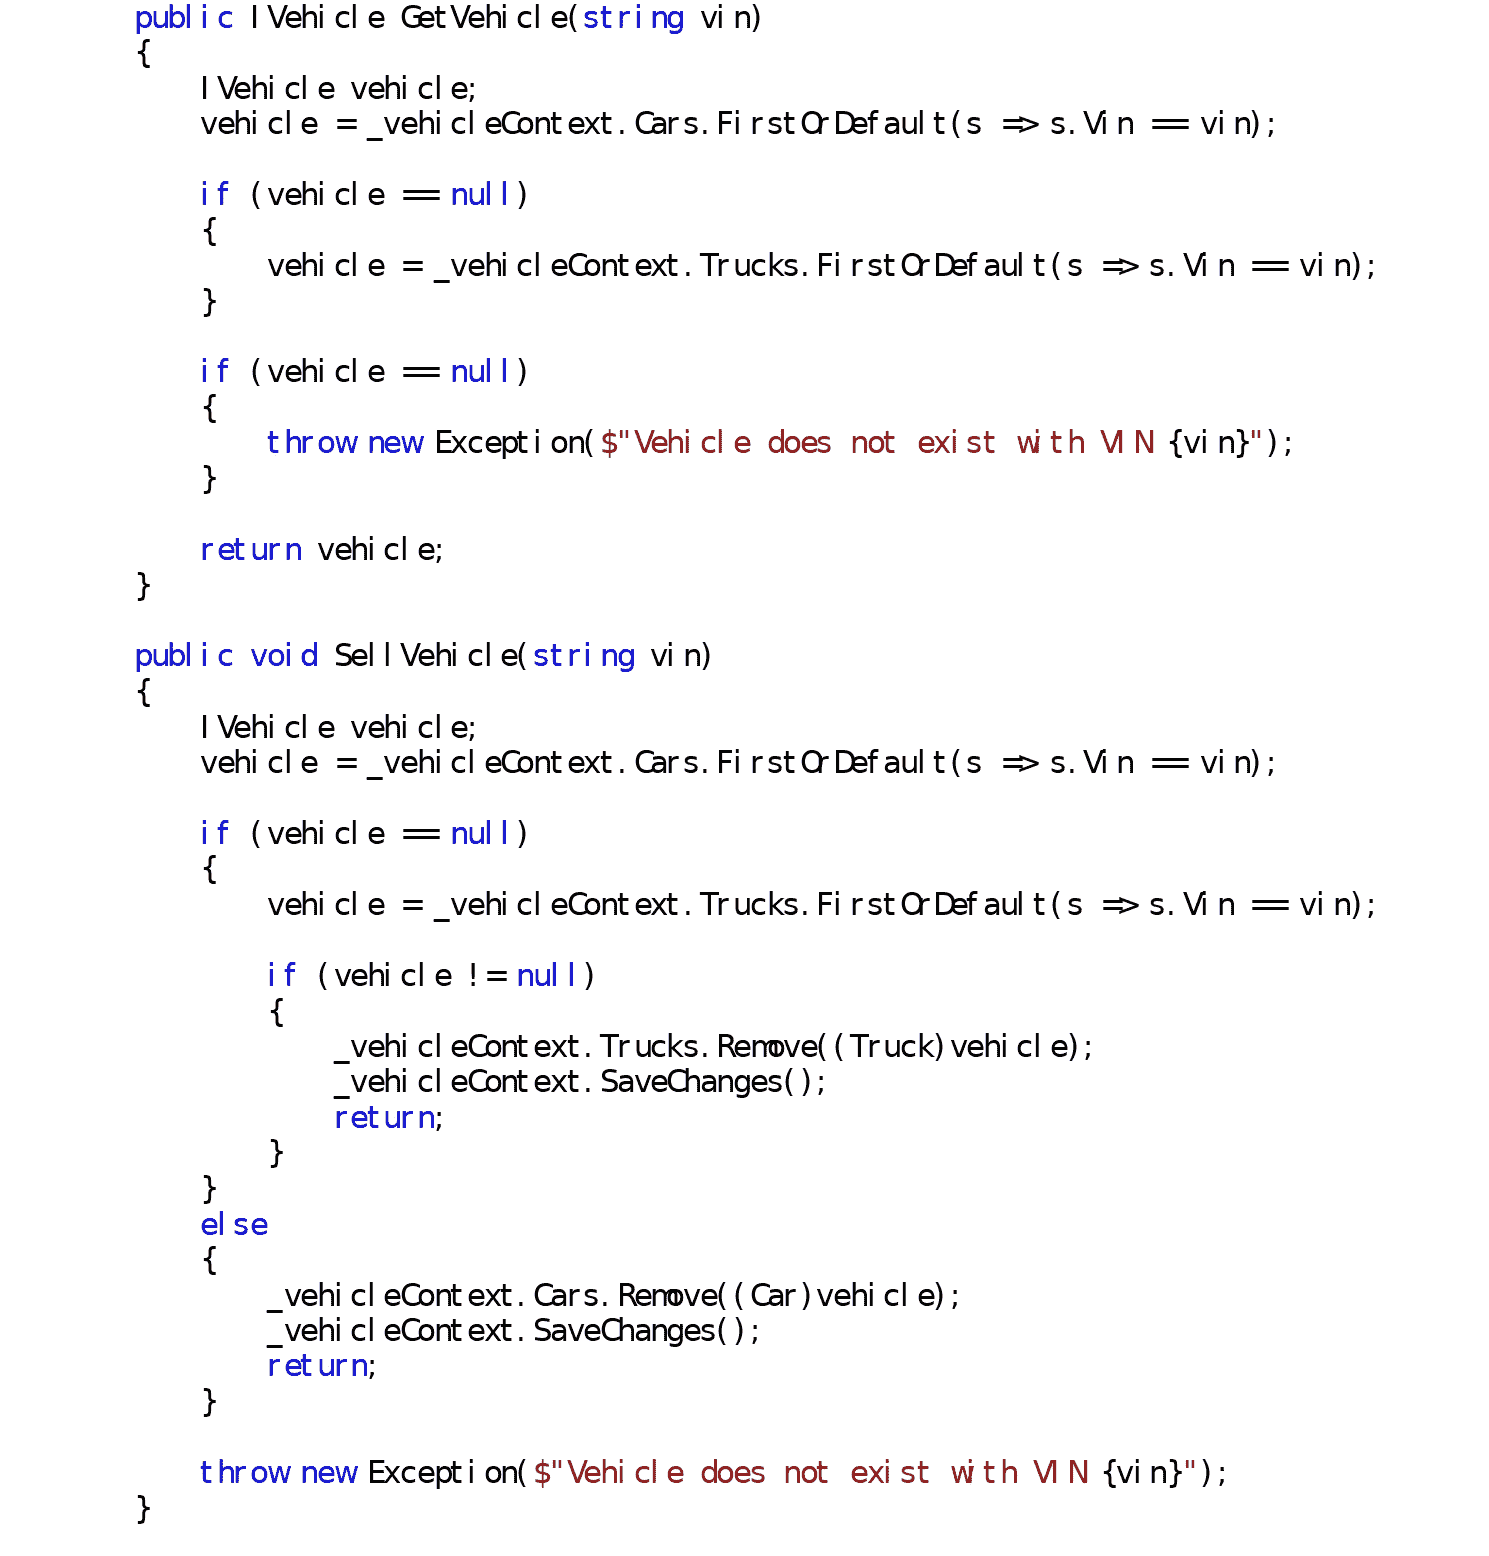 public IVehicle GetVehicle(string vin)
{
IVehicle vehicle;
vehicle = _vehicleContext.Cars.FirstOrDefault(s => s.Vin == vin);
if (vehicle == null)
{
vehicle = _vehicleContext.Trucks.FirstOrDefault(s => s.Vin == vin);
}
if (vehicle == null)
{
throw new Exception($"Vehicle does not exist with VIN {vin}");
}
return vehicle;
}
public void SellVehicle(string vin)
{
IVehicle vehicle;
vehicle = _vehicleContext.Cars.FirstOrDefault(s => s.Vin == vin);
if (vehicle == null)
{
vehicle = _vehicleContext.Trucks.FirstOrDefault(s => s.Vin == vin);
if (vehicle != null)
{
_vehicleContext.Trucks.Remove((Truck)vehicle);
_vehicleContext.SaveChanges();
return;
}
}
else
{
_vehicleContext.Cars.Remove((Car)vehicle);
_vehicleContext.SaveChanges();
return;
}
throw new Exception($"Vehicle does not exist with VIN {vin}");
}